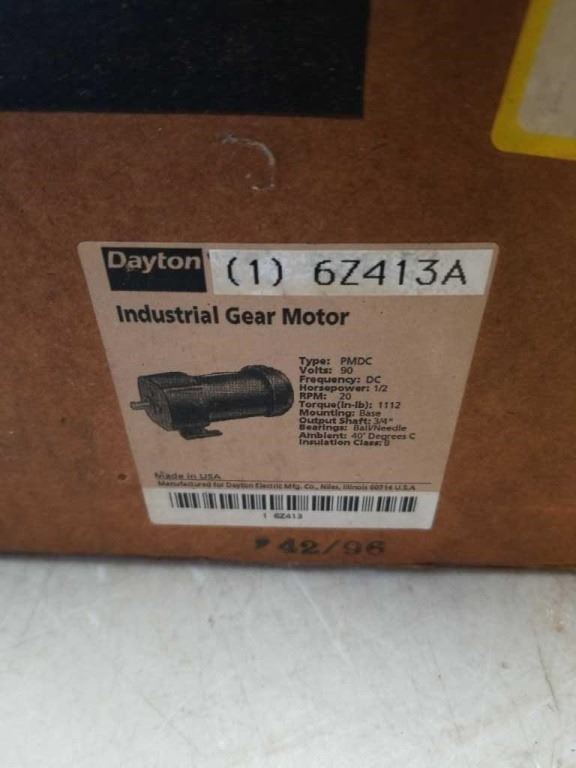 Dayton (1) 6Z413A
Industrial Gear Motor
Type: PMDC
Volts: 90
Frequency: DC
Horsepower: 1/2
RPM: 20
Torque(in-lb): 1112
Mounting: Base
Output Shaft: 3/4"
Bearings: Ball/Needle
Ambient: 40° Degrees C
Insulation Class: B
Made in USA
Manufactured for Dayton Electric Mfg. Co., Niles, Illinois 60714 U.S.A
1 6Z413
42/96